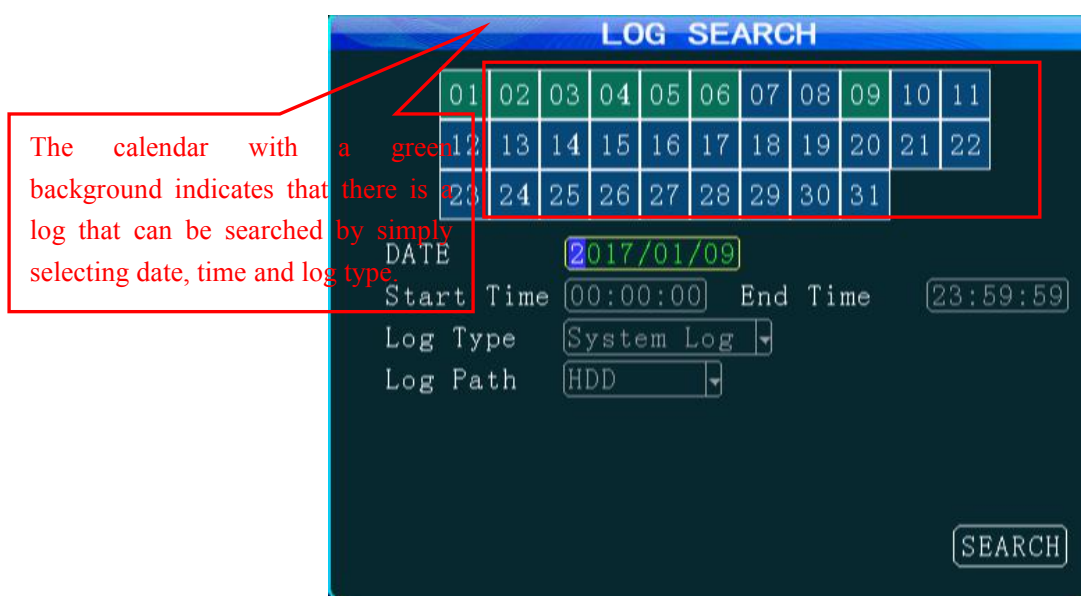 LOG SEARCH
01 02 03 04 05 06 07 08 09 10 11
12 13 14 15 16 17 18 19 20 21 22
23 24 25 26 27 28 29 30 31
The calendar with a green
background indicates that there is a
log that can be searched by simply
selecting date, time and log type.
DATE 2017/01/09
Start Time 00:00:00 End Time 23:59:59
Log Type System Log
Log Path HDD
SEARCH